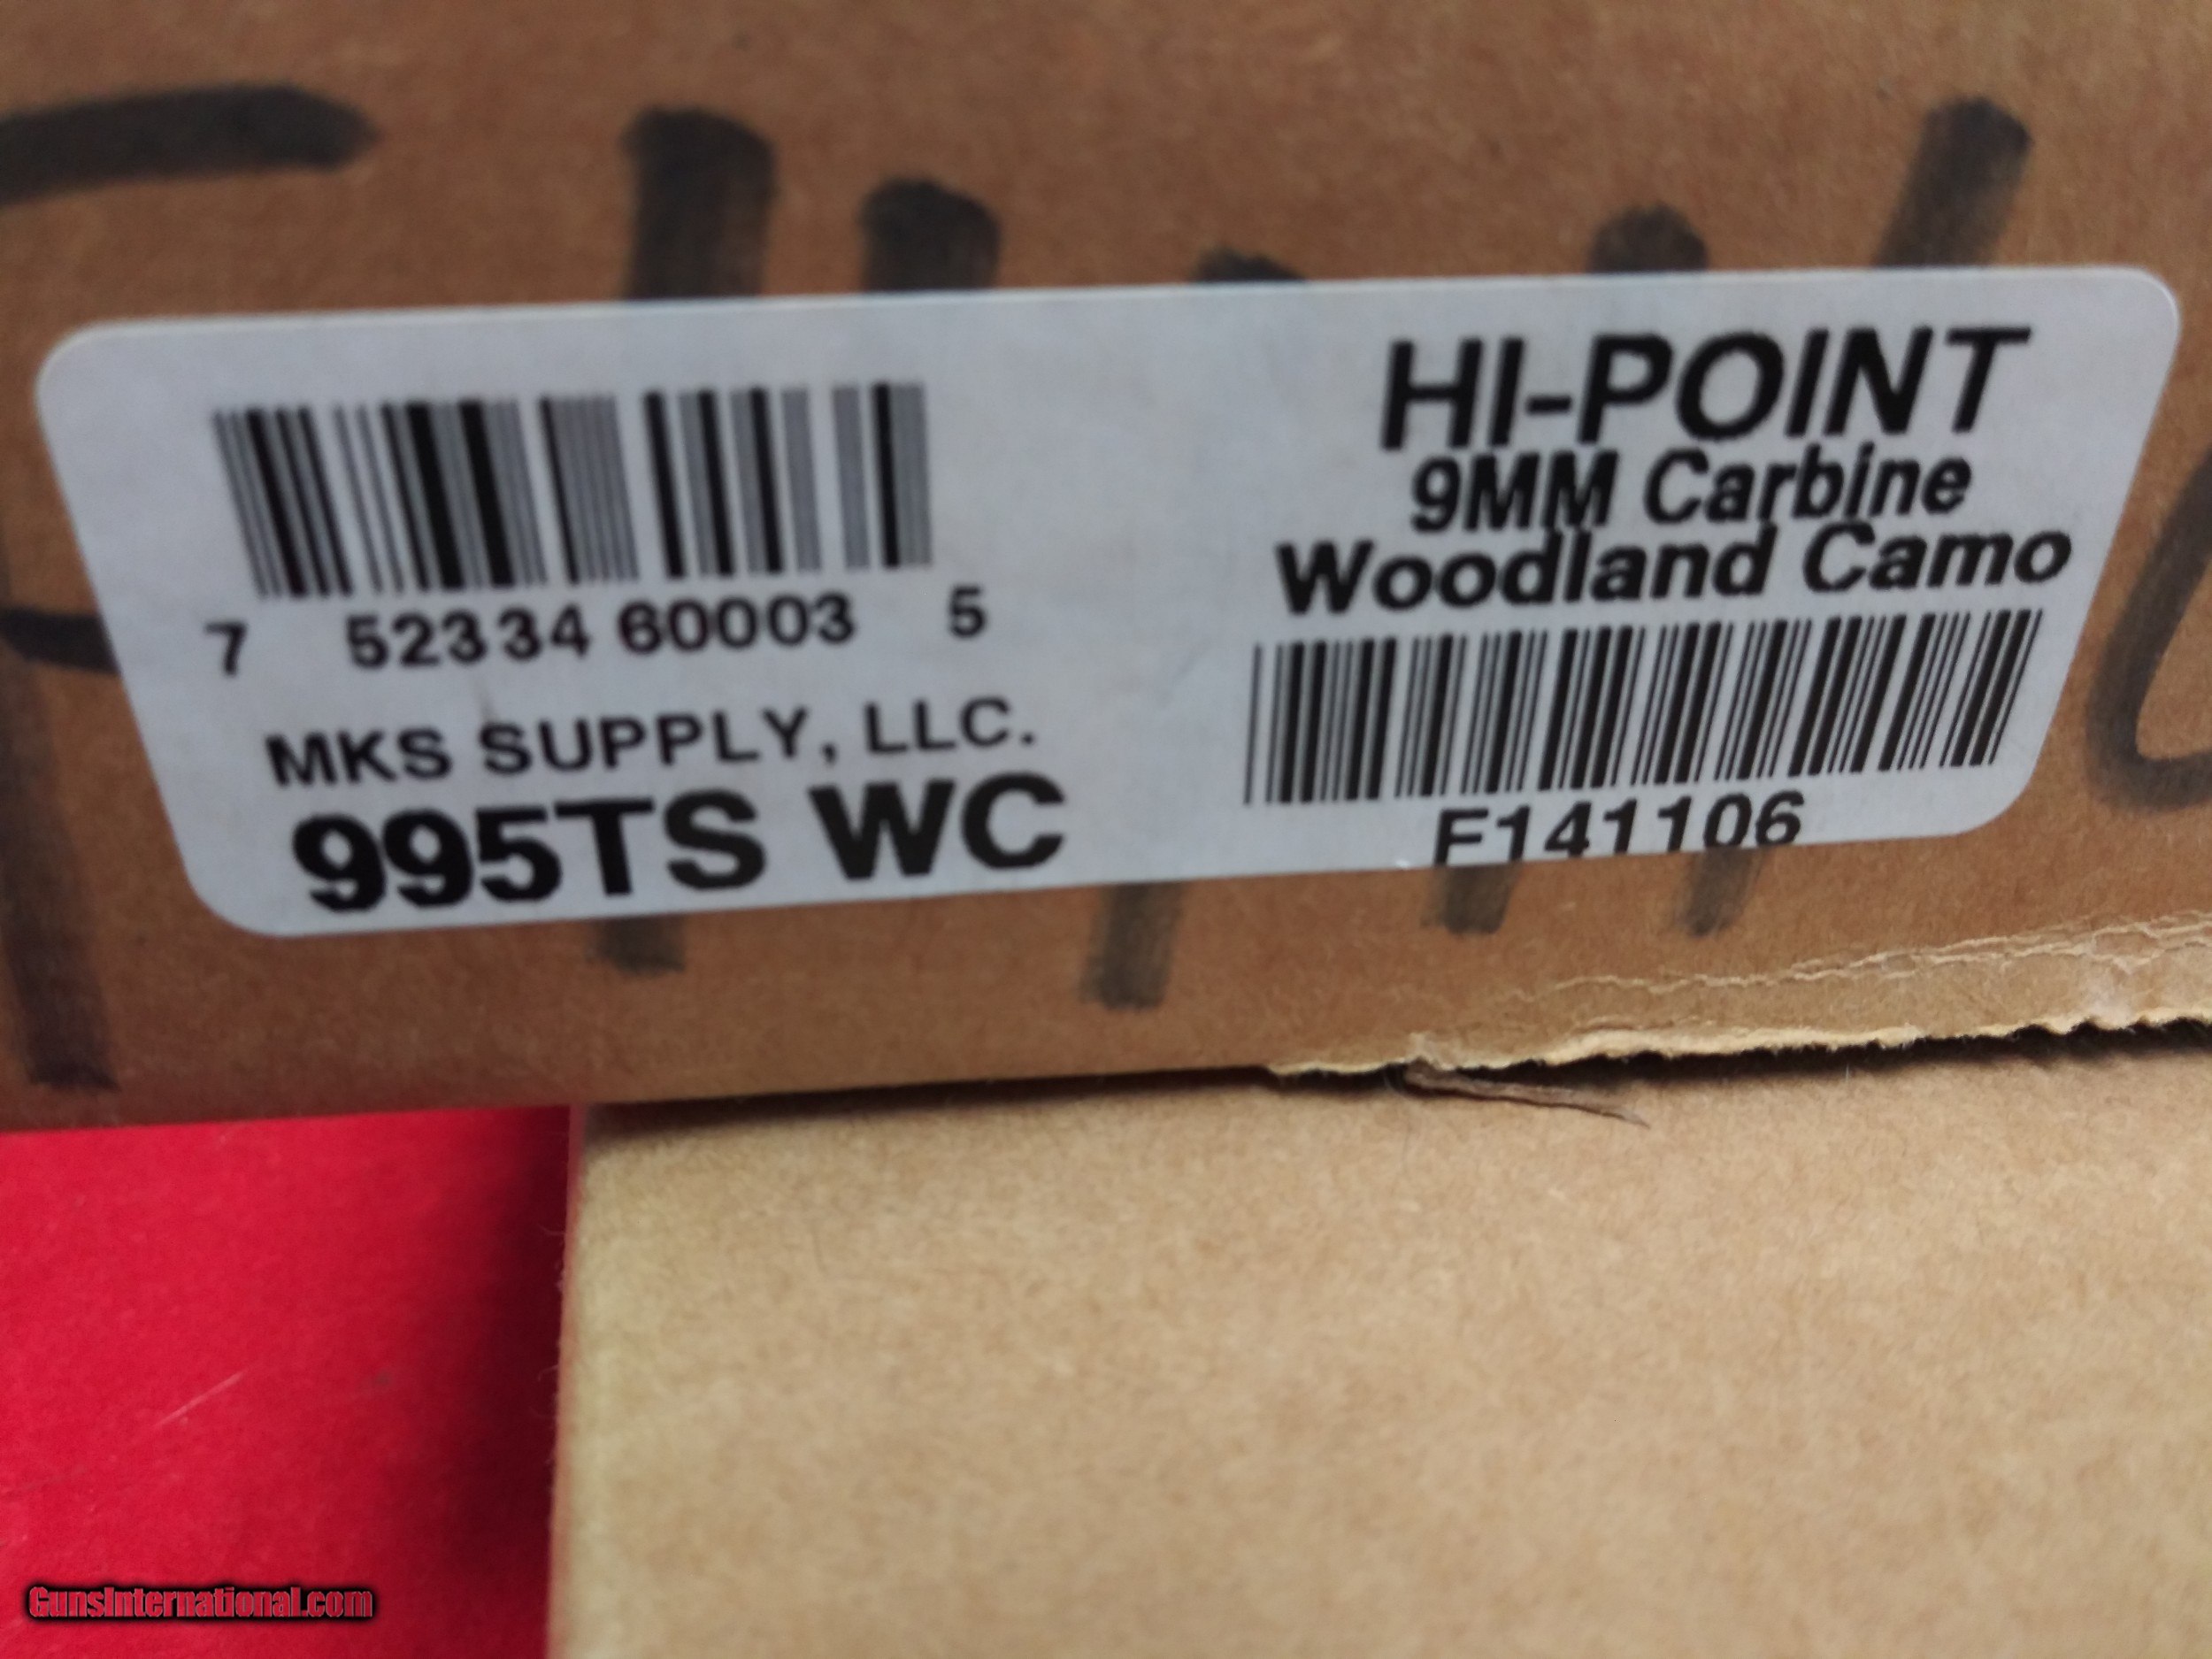 7 52334 60003 5
MKS SUPPLY, LLC.
995TS WC
HI-POINT
9MM Carbine
Woodland Camo
F141106
GunsInternational.com